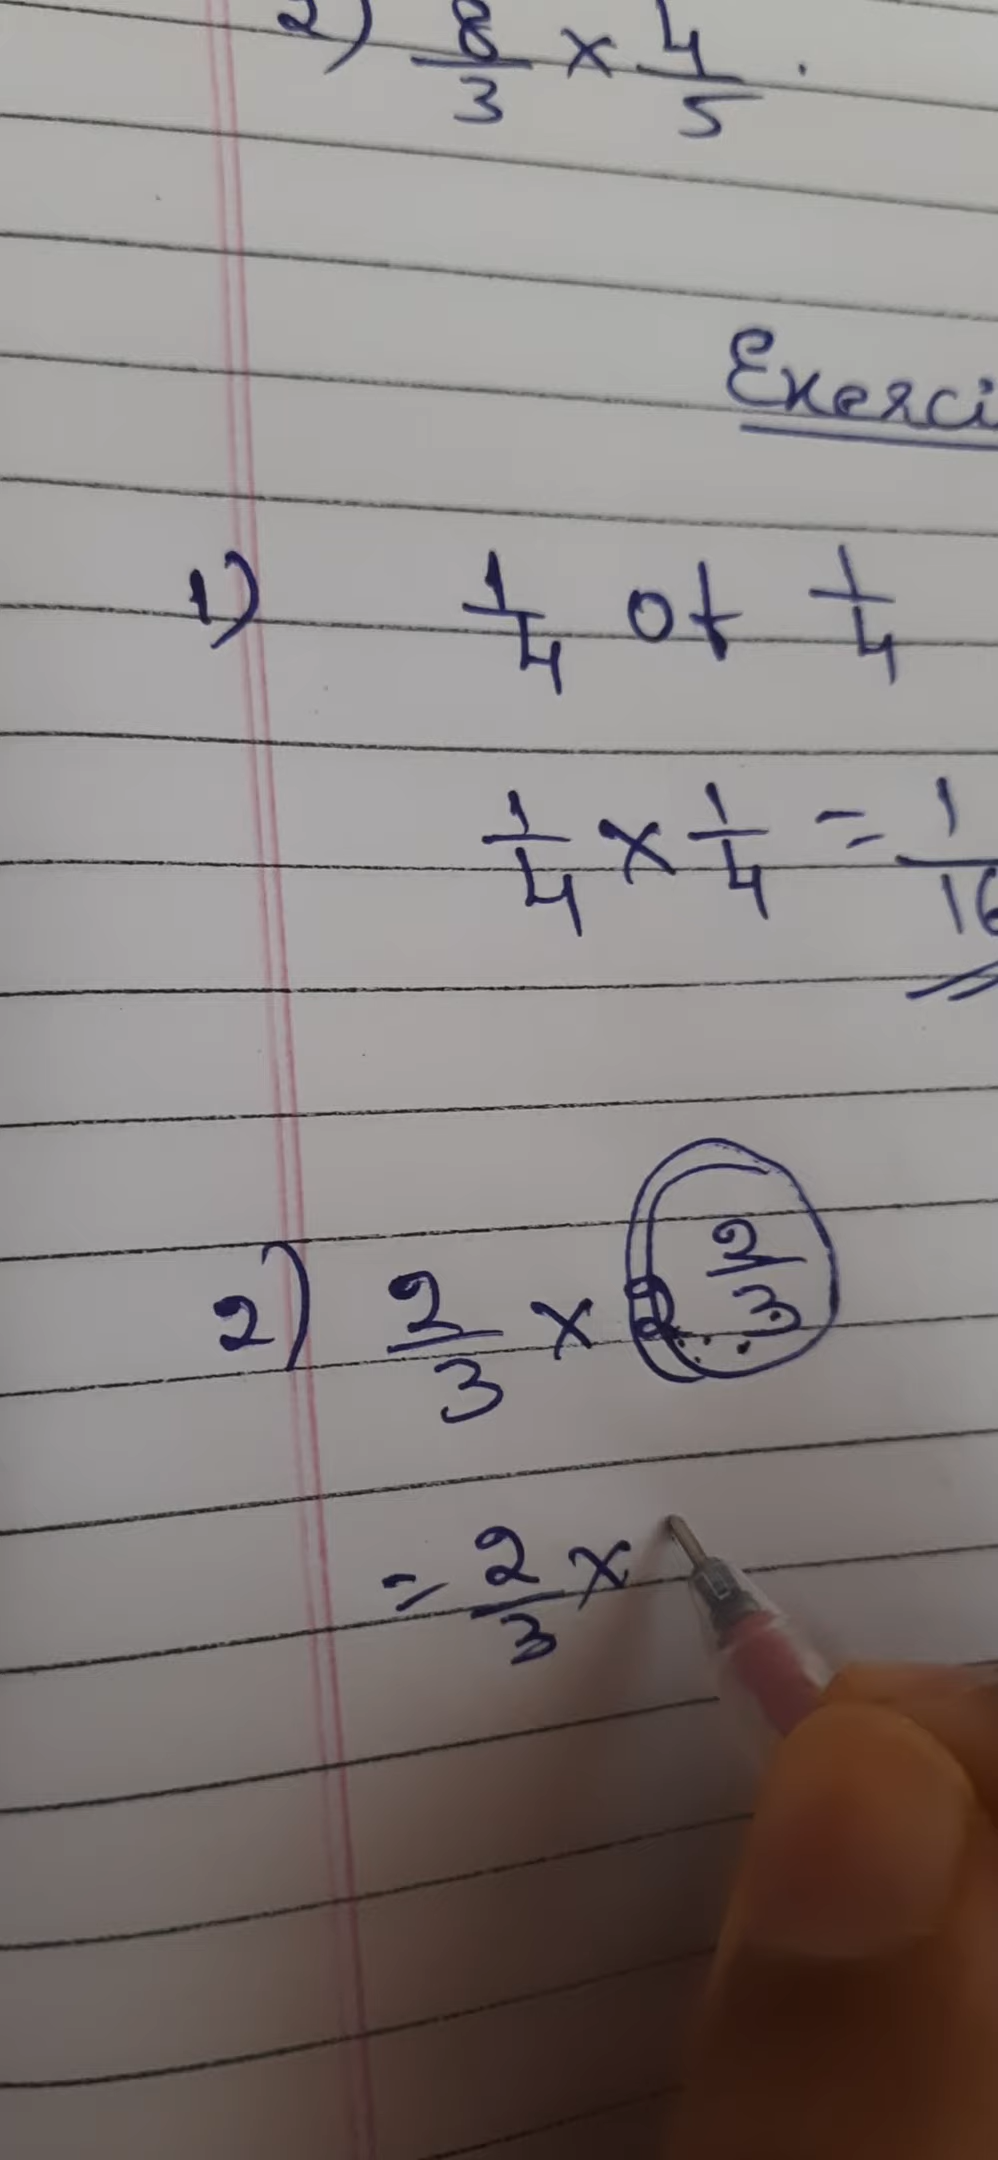 2) 8/3 × 4/5 .
Exerci
1) 1/4 of 1/4
1/4 × 1/4 = 1/16
2) 2/3 × 2 2/3
= 2/3 ×